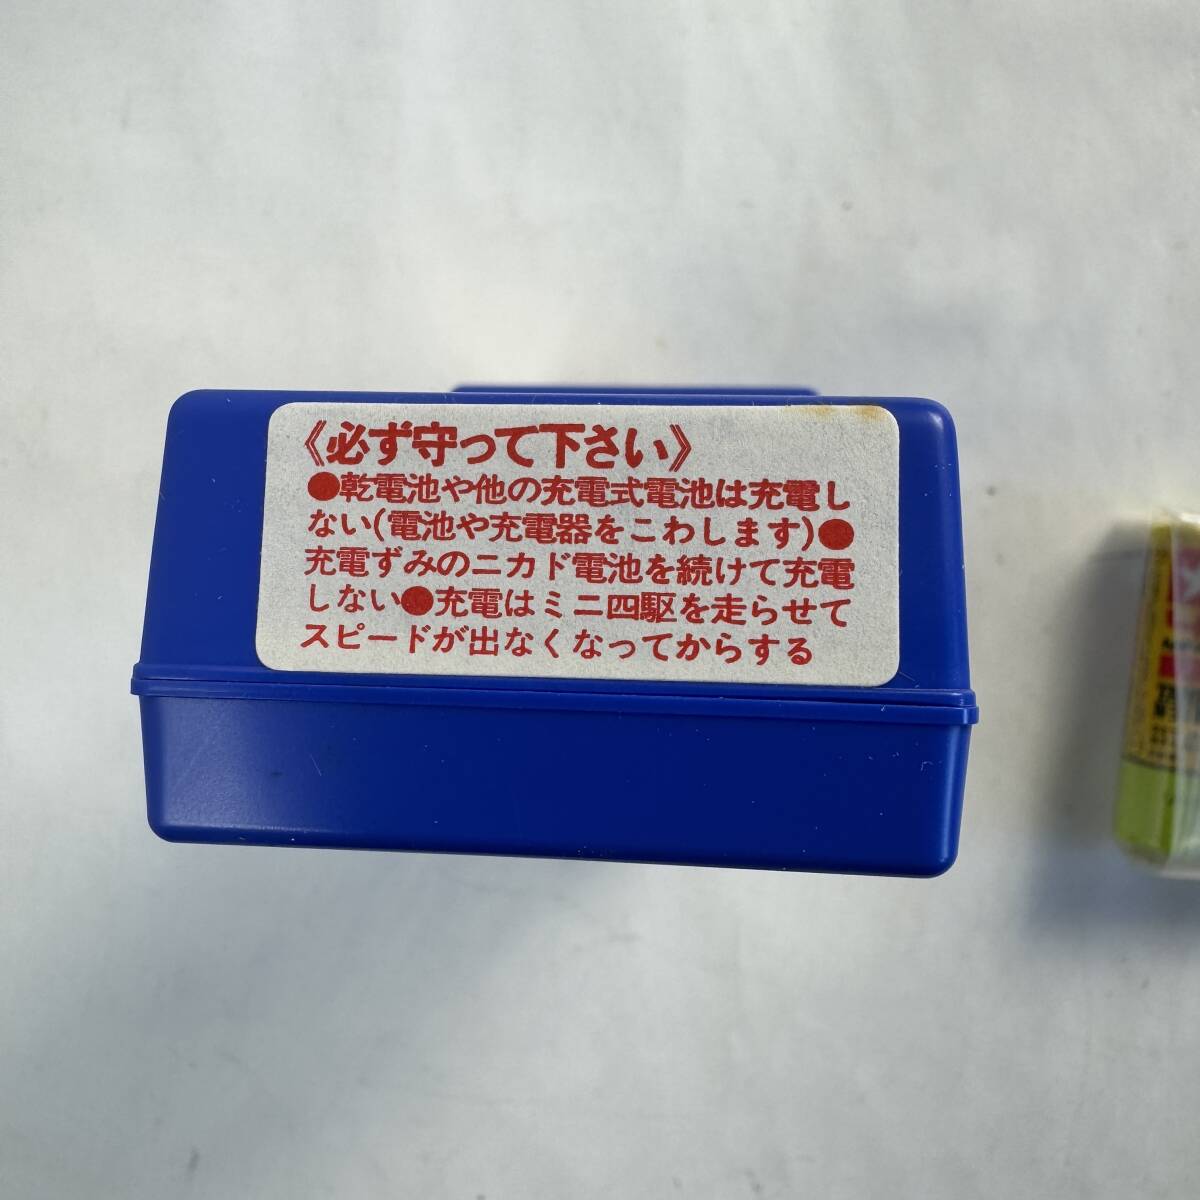 《必ず守って下さい》
●乾電池や他の充電式電池は充電し
ない(電池や充電器をこわします)●
充電ずみのニカド電池を続けて充電
しない●充電はミニ四駆を走らせて
スピードが出なくなってからする